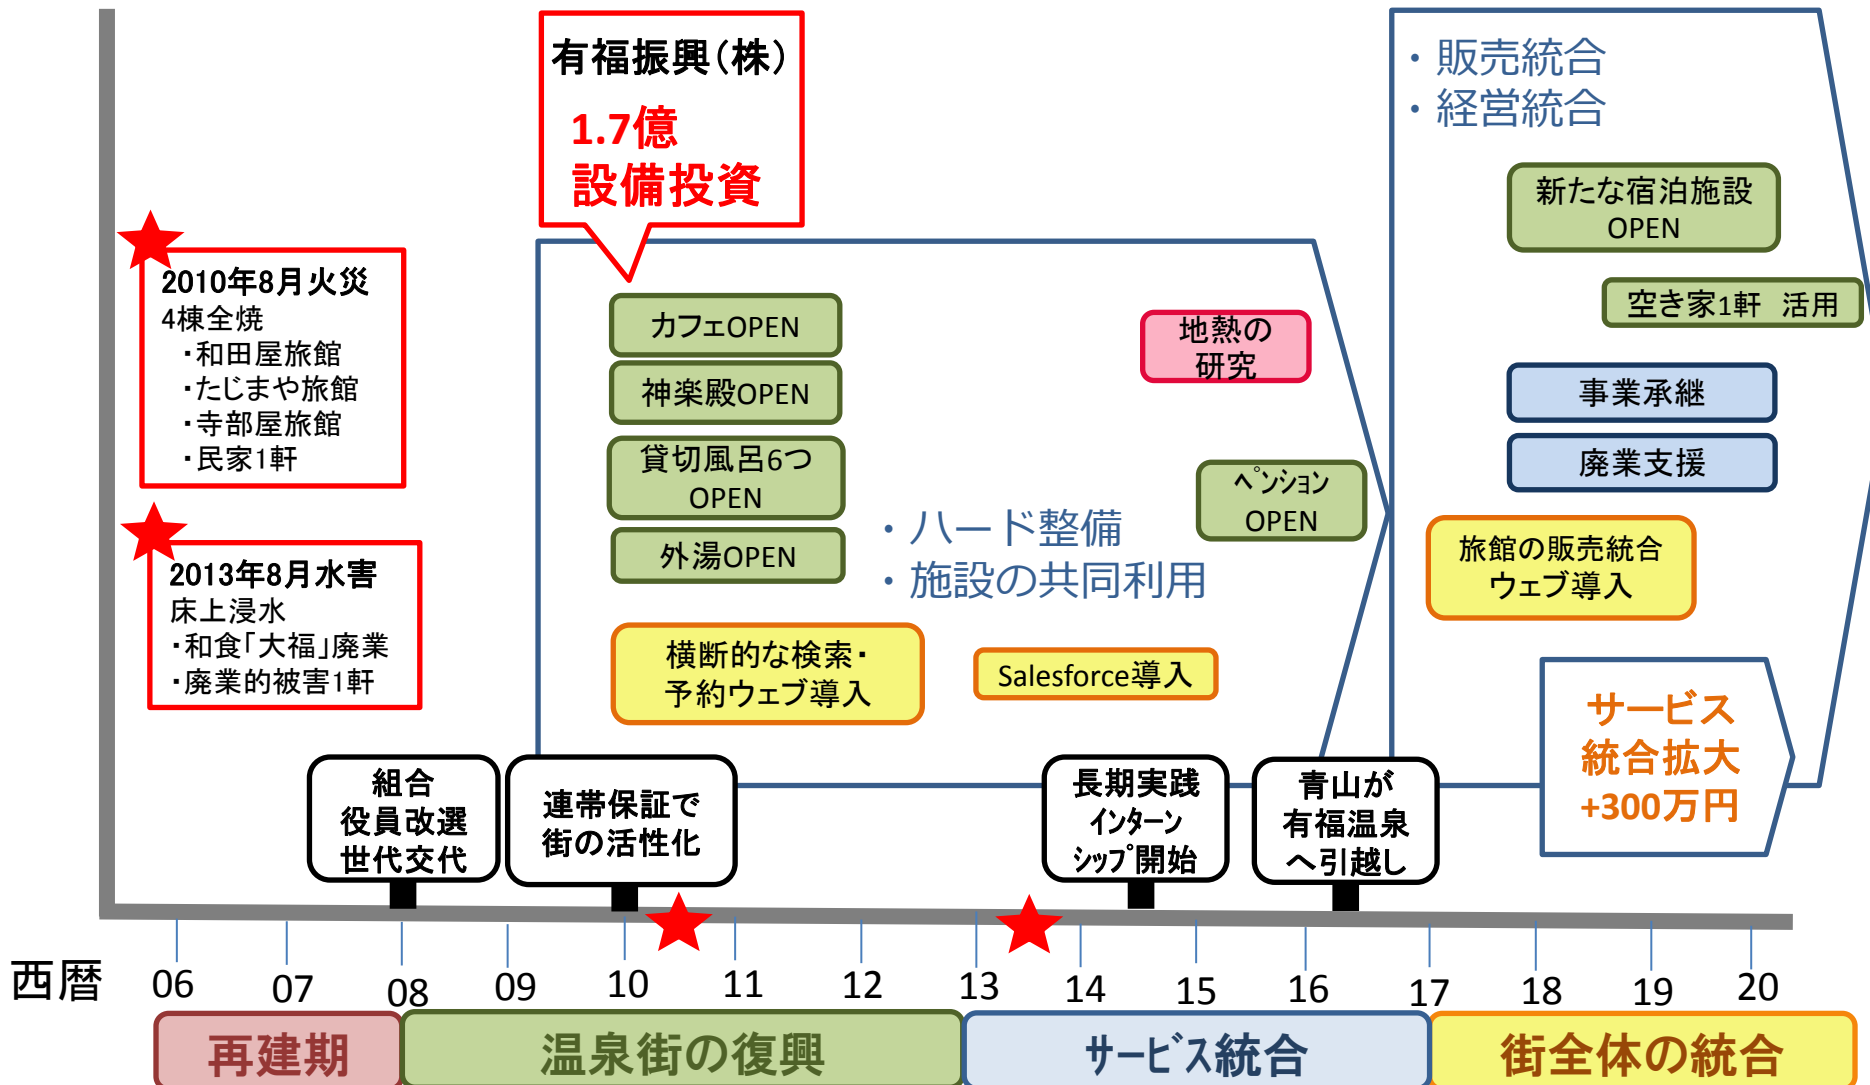 有福振興(株)
1.7億
設備投資
・販売統合
・経営統合
新たな宿泊施設
OPEN
空き家1軒　活用
事業承継
廃業支援
旅館の販売統合
ウェブ導入
サービス
統合拡大
+300万円
2010年8月火災
4棟全焼
・和田屋旅館
・たじまや旅館
・寺部屋旅館
・民家1軒
2013年8月水害
床上浸水
・和食「大福」廃業
・廃業的被害1軒
カフェOPEN
神楽殿OPEN
貸切風呂6つ
OPEN
外湯OPEN
地熱の
研究
ペンション
OPEN
・ハード整備
・施設の共同利用
横断的な検索・
予約ウェブ導入
Salesforce導入
組合
役員改選
世代交代
連帯保証で
街の活性化
長期実践
インターン
シップ開始
青山が
有福温泉
へ引越し
西暦
06 07 08 09 10 11 12 13 14 15 16 17 18 19 20
再建期
温泉街の復興
サービス統合
街全体の統合